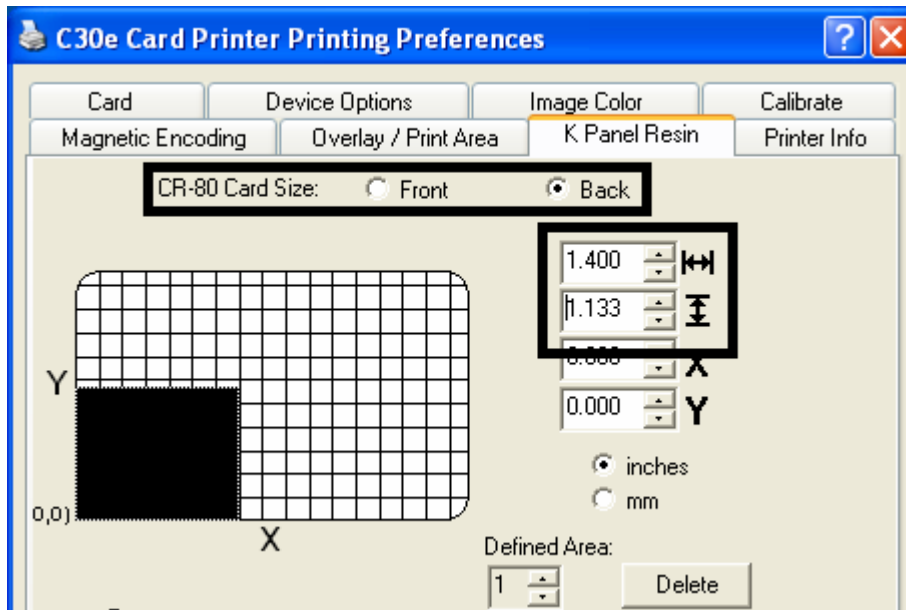 C30e Card Printer Printing Preferences
Card Device Options Image Color Calibrate
Magnetic Encoding Overlay / Print Area K Panel Resin Printer Info
CR-80 Card Size: Front Back
1.400
1.133
0.000 X
Y
0.000 Y
inches
0,0)
mm
X
Defined Area:
1 Delete